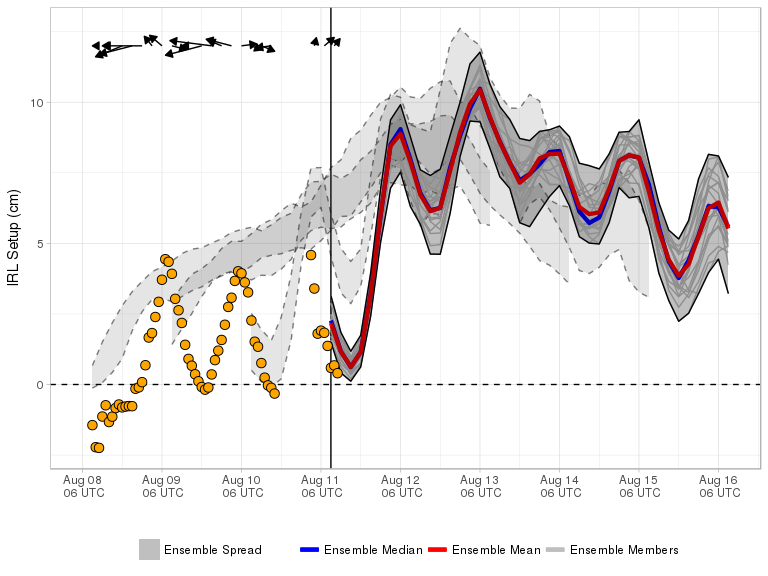 10
5
0
IRL Setup (cm)
Aug 08 Aug 09 Aug 10 Aug 11 Aug 12 Aug 13 Aug 14 Aug 15 Aug 16
06 UTC 06 UTC 06 UTC 06 UTC 06 UTC 06 UTC 06 UTC 06 UTC 06 UTC
Ensemble Spread Ensemble Median Ensemble Mean Ensemble Members